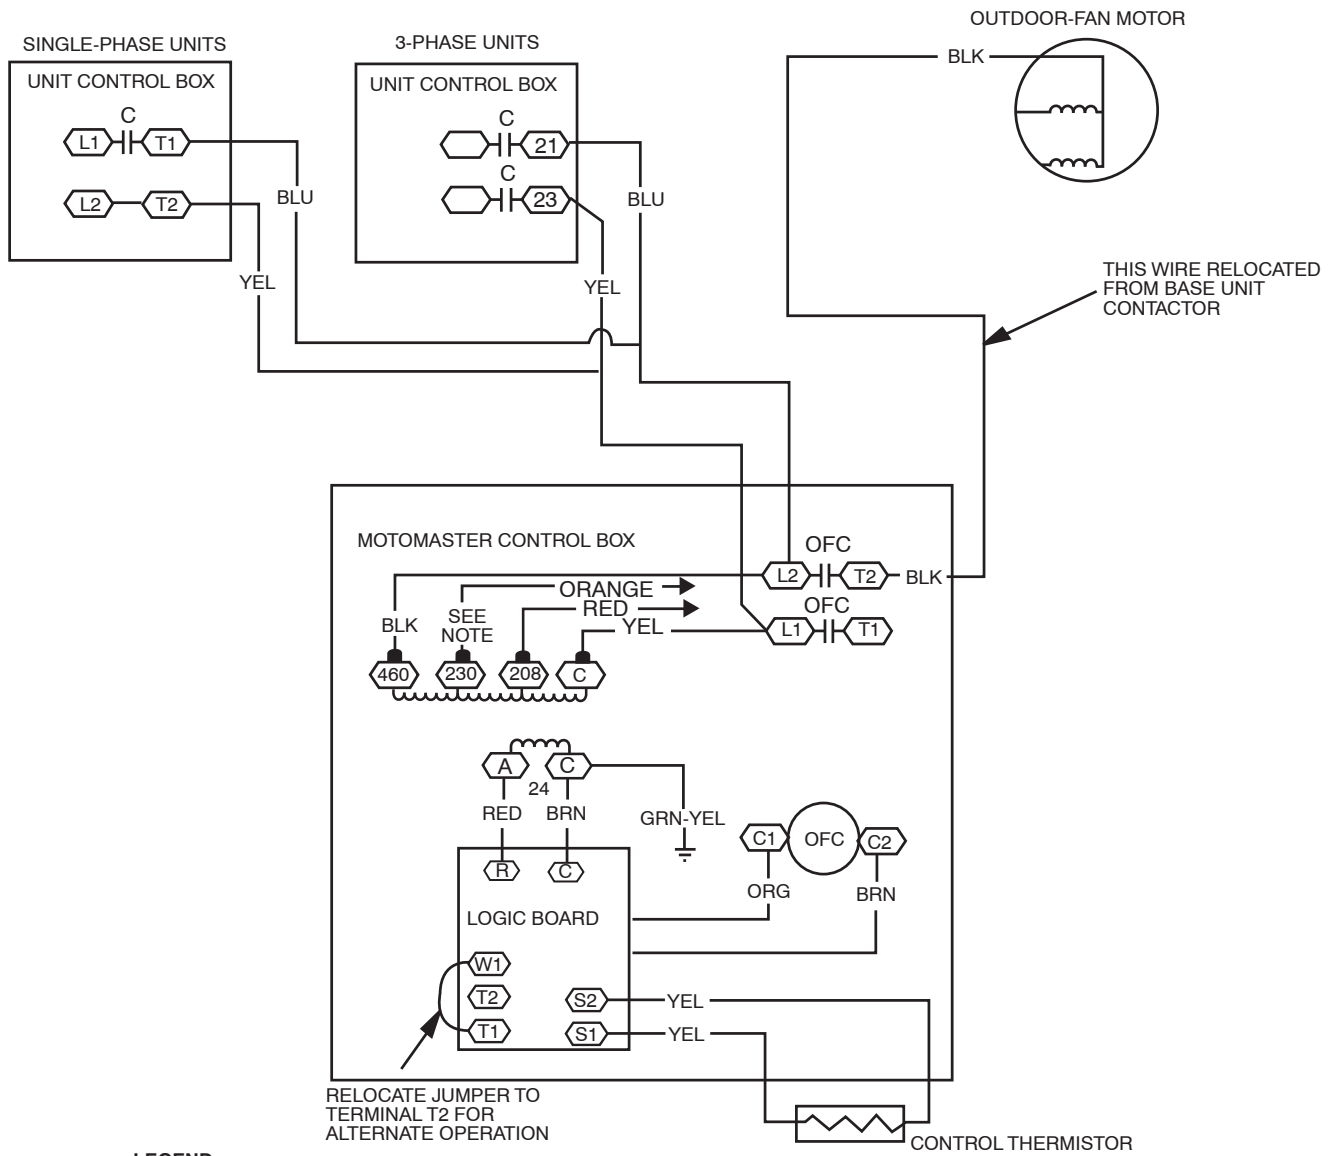 OUTDOOR-FAN MOTOR
SINGLE-PHASE UNITS
3-PHASE UNITS
BLK
UNIT CONTROL BOX
C
L1
T1
L2
T2
BLU
YEL
UNIT CONTROL BOX
C
21
C
23
BLU
YEL
THIS WIRE RELOCATED
FROM BASE UNIT
CONTACTOR
MOTOMASTER CONTROL BOX
OFC
L2
T2
BLK
OFC
L1
T1
ORANGE
RED
YEL
BLK
SEE
NOTE
460
230
208
C
A
C
24
RED
BRN
GRN-YEL
R
C
LOGIC BOARD
C1
OFC
C2
ORG
BRN
W1
T2
T1
S2
YEL
S1
YEL
RELOCATE JUMPER TO
TERMINAL T2 FOR
ALTERNATE OPERATION
CONTROL THERMISTOR
LEGEND